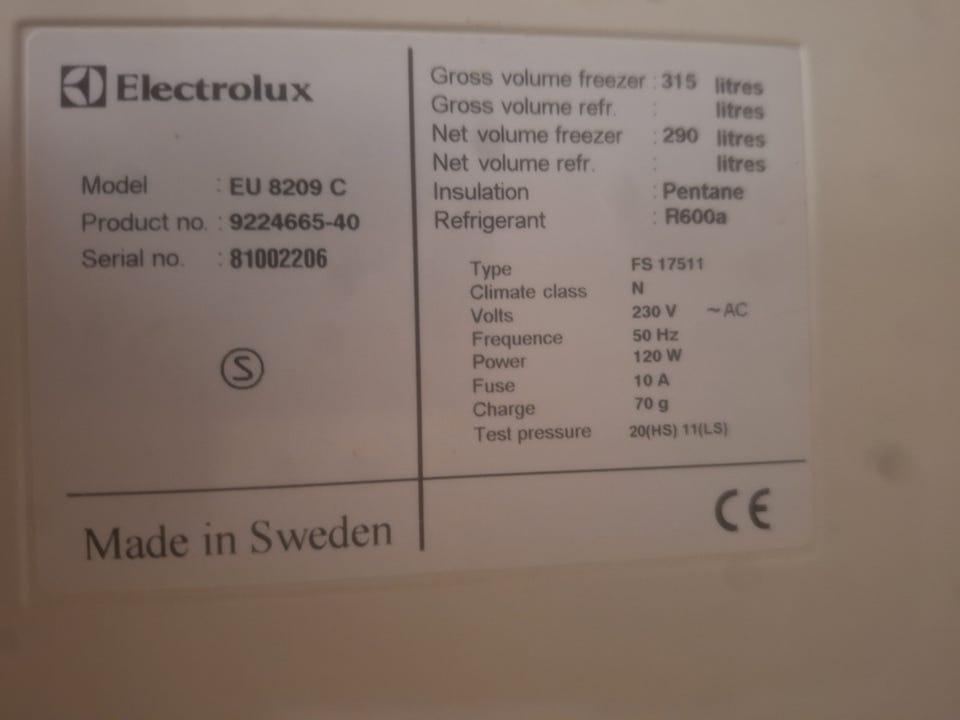 Electrolux
Model : EU 8209 C
Product no. : 9224665-40
Serial no. : 81002206
S
Made in Sweden
Gross volume freezer : 315 litres
Gross volume refr. : litres
Net volume freezer : 290 litres
Net volume refr. : litres
Insulation : Pentane
Refrigerant : R600a
Type FS 17511
Climate class N
Volts 230 V ~AC
Frequence 50 Hz
Power 120 W
Fuse 10 A
Charge 70 g
Test pressure 20(HS) 11(LS)
CE